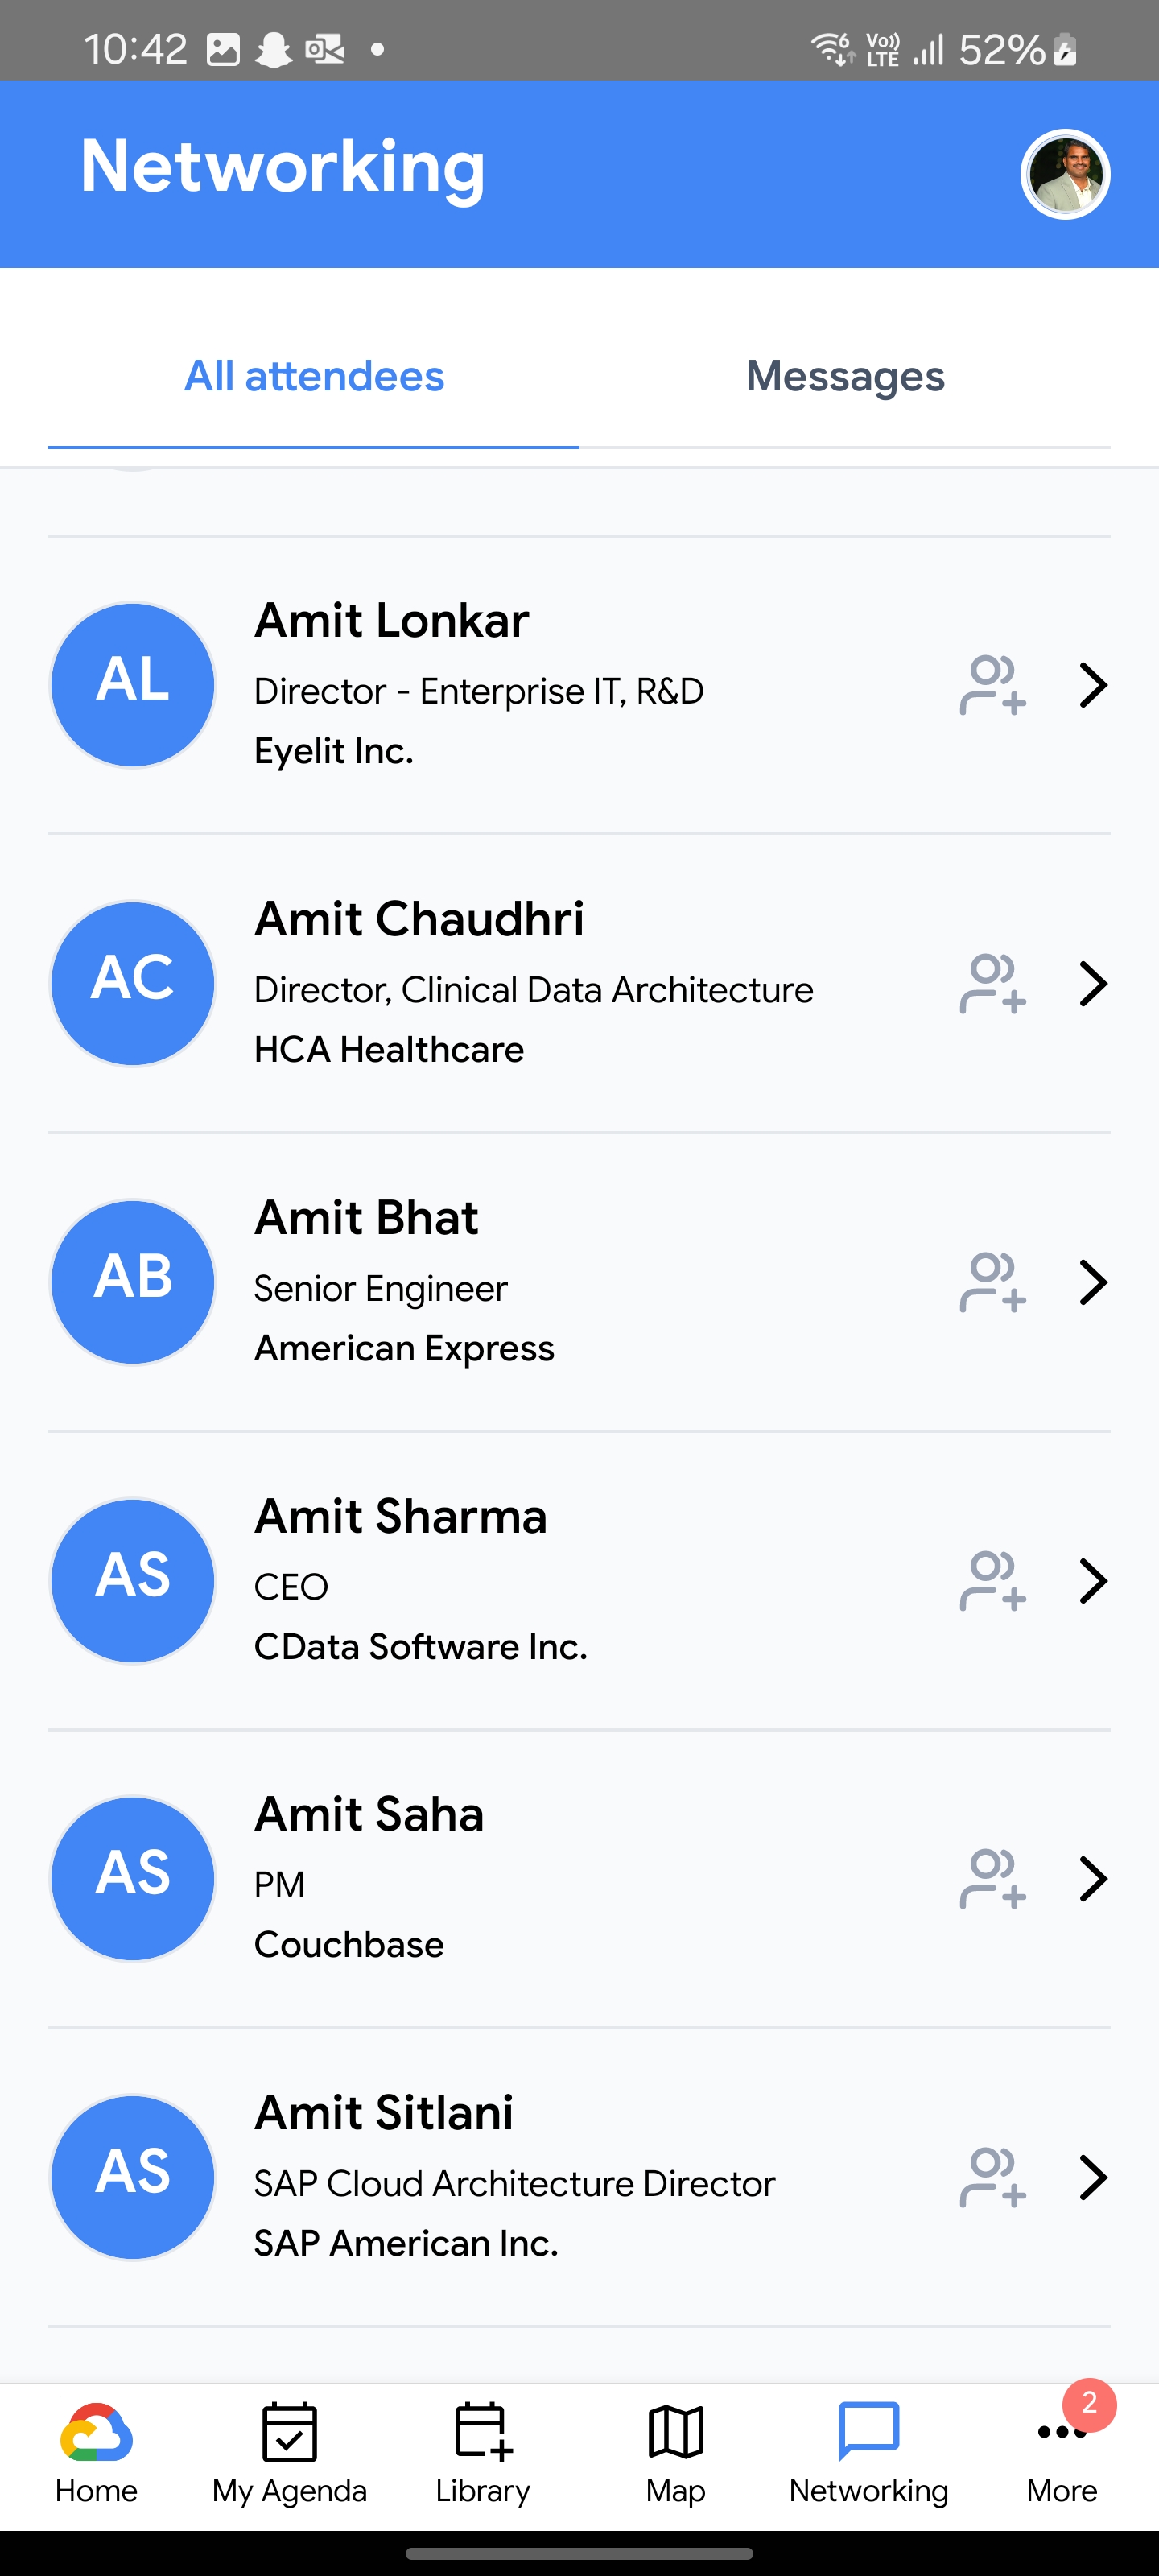 10:42
Vo))
LTE
52%
6
Networking
All attendees
Messages
AL
Amit Lonkar
Director - Enterprise IT, R&D
Eyelit Inc.
AC
Amit Chaudhri
Director, Clinical Data Architecture
HCA Healthcare
AB
Amit Bhat
Senior Engineer
American Express
AS
Amit Sharma
CEO
CData Software Inc.
AS
Amit Saha
PM
Couchbase
AS
Amit Sitlani
SAP Cloud Architecture Director
SAP American Inc.
2
Home
My Agenda
Library
Map
Networking
More